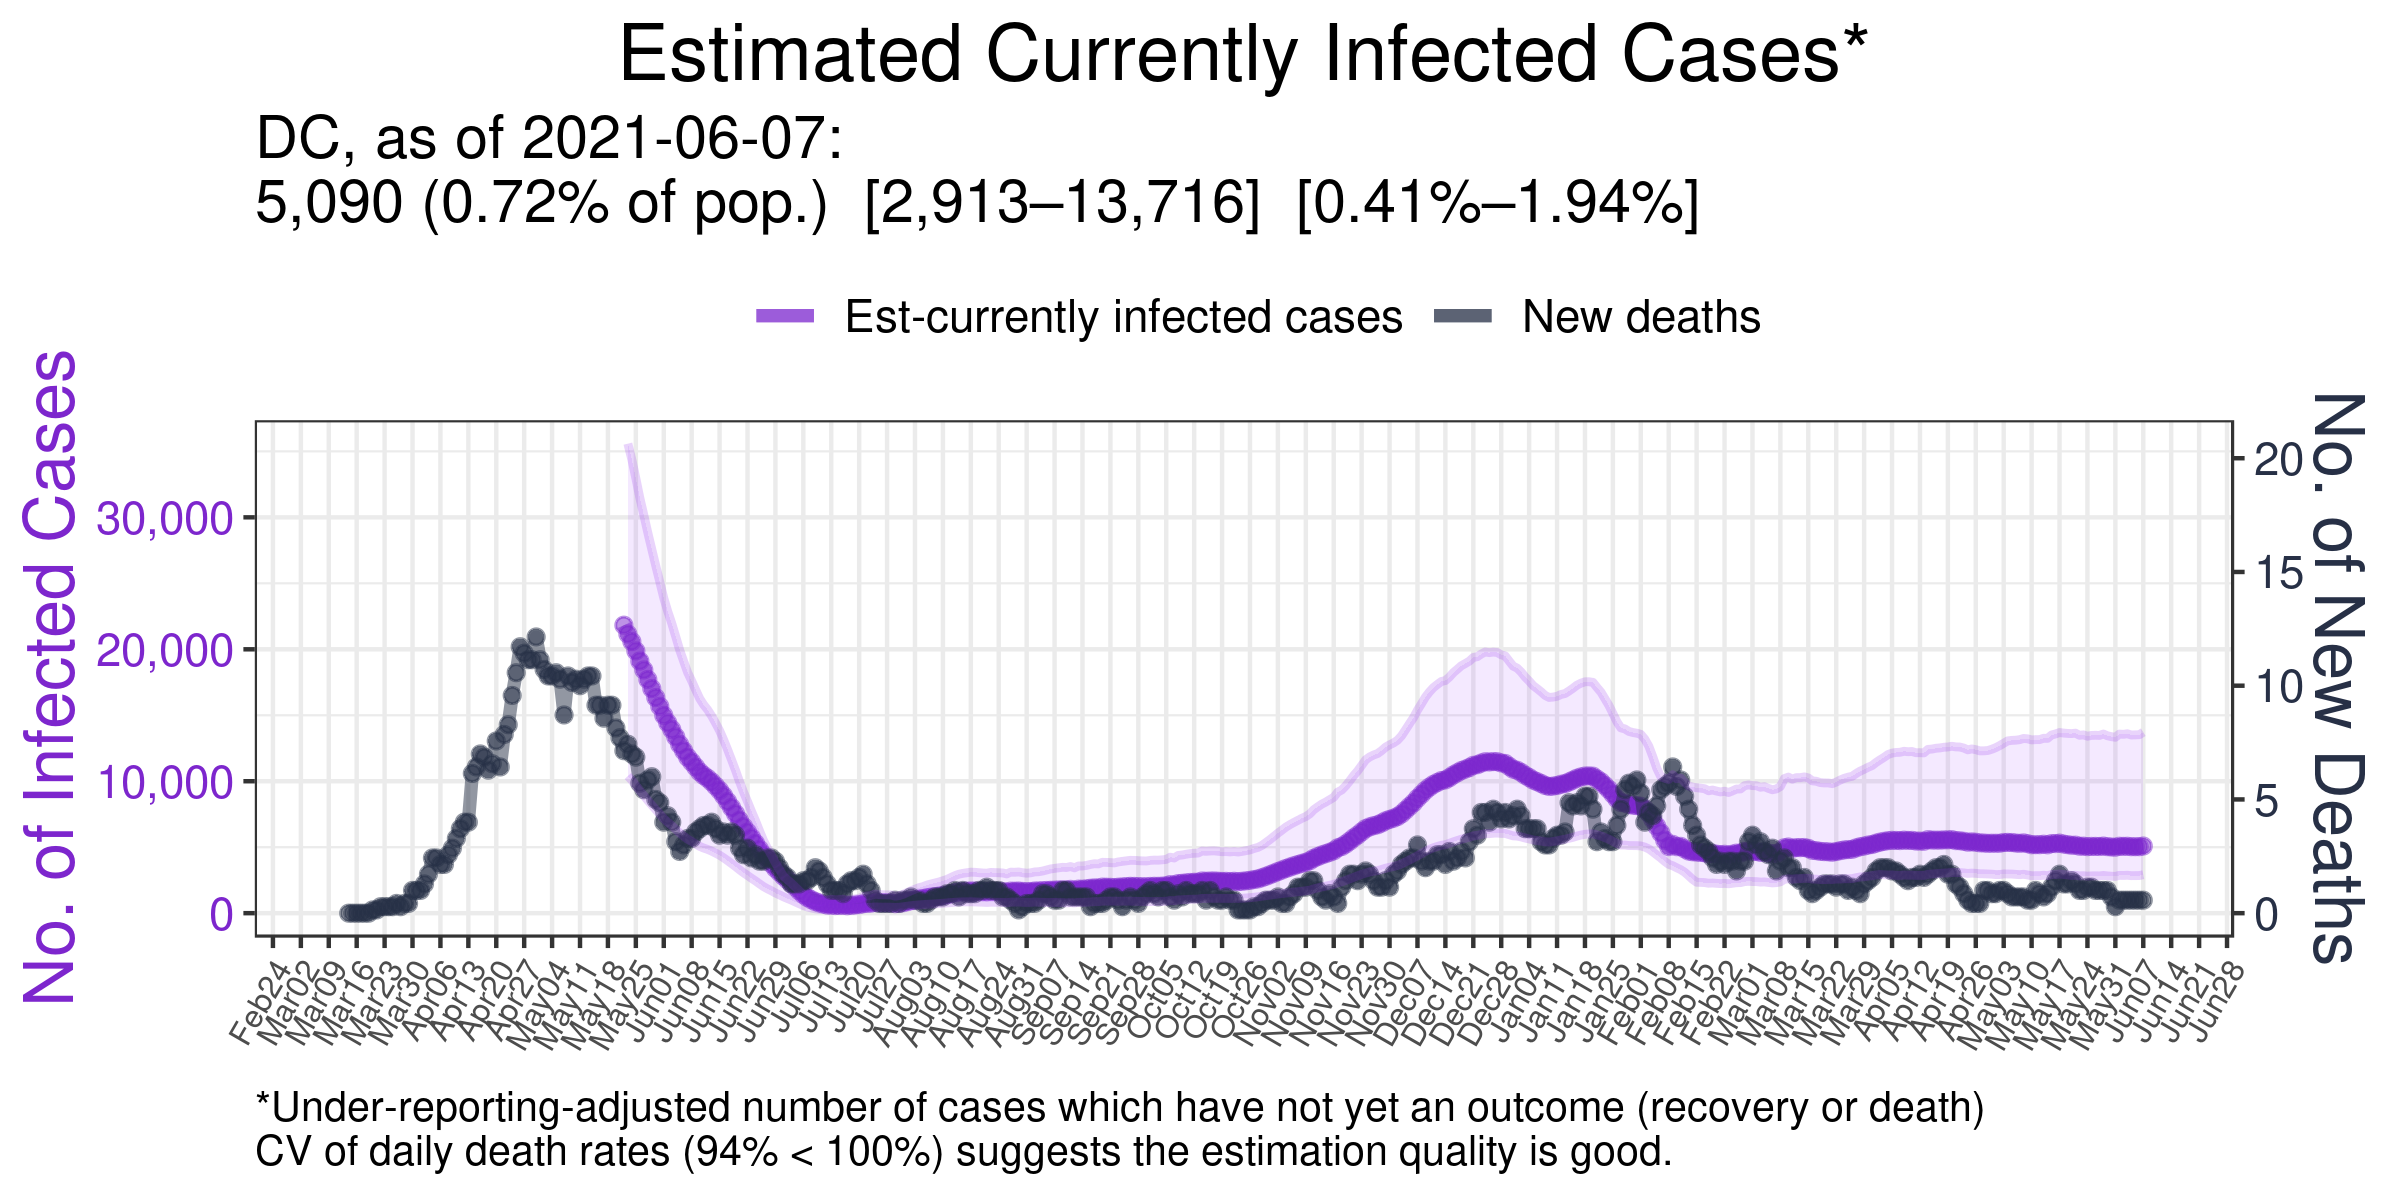 Estimated Currently Infected Cases*
DC, as of 2021-06-07:
5,090 (0.72% of pop.)  [2,913–13,716]  [0.41%–1.94%]
Est-currently infected cases
New deaths
No. of Infected Cases
30,000
20,000
10,000
0
20
15
10
5
0
No. of New Deaths
Feb24
Mar02
Mar09
Mar16
Mar23
Mar30
Apr06
Apr13
Apr20
Apr27
May04
May11
May18
May25
Jun01
Jun08
Jun15
Jun22
Jun29
Jul06
Jul13
Jul20
Jul27
Aug03
Aug10
Aug17
Aug24
Aug31
Sep07
Sep14
Sep21
Sep28
Oct05
Oct12
Oct19
Oct26
Nov02
Nov09
Nov16
Nov23
Nov30
Dec07
Dec14
Dec21
Dec28
Jan04
Jan11
Jan18
Jan25
Feb01
Feb08
Feb15
Feb22
Mar01
Mar08
Mar15
Mar22
Mar29
Apr05
Apr12
Apr19
Apr26
May03
May10
May17
May24
May31
Jun07
Jun14
Jun21
Jun28
*Under-reporting-adjusted number of cases which have not yet an outcome (recovery or death)
CV of daily death rates (94% < 100%) suggests the estimation quality is good.